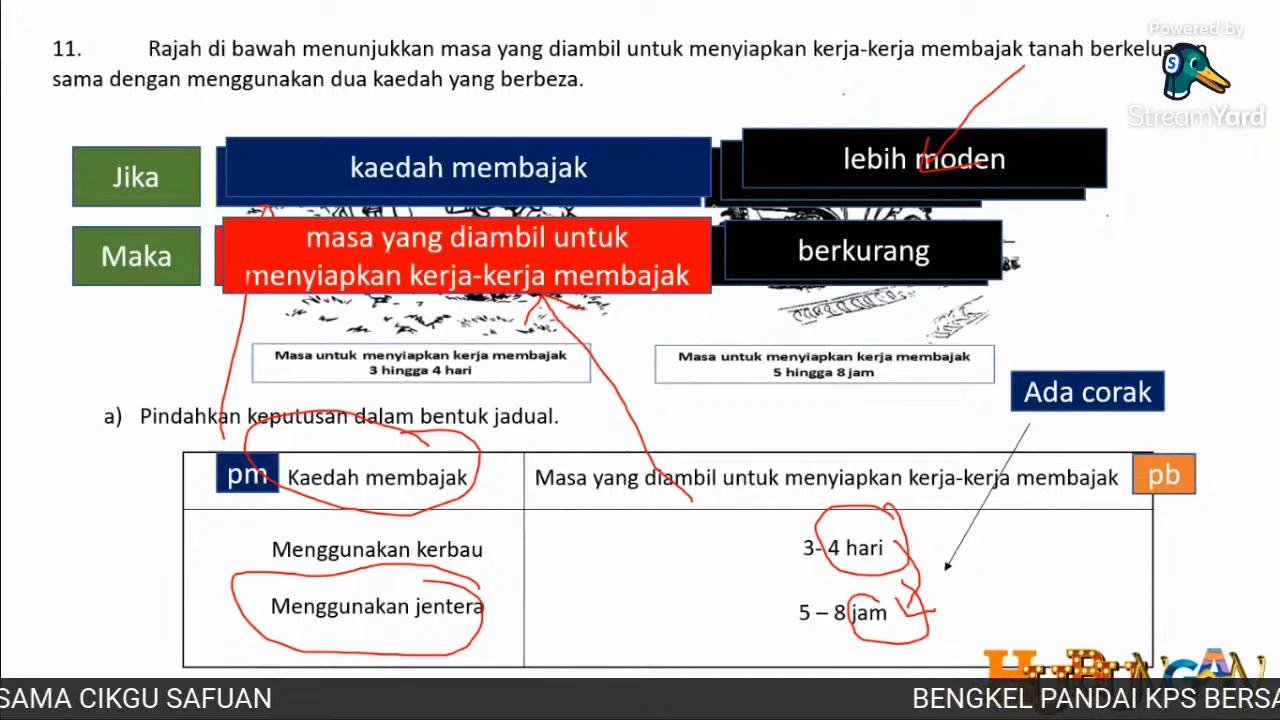 Powered by
StreamYard
11. Rajah di bawah menunjukkan masa yang diambil untuk menyiapkan kerja-kerja membajak tanah
sama dengan menggunakan dua kaedah yang berbeza.
Jika
kaedah membajak
lebih moden
Maka
masa yang diambil untuk
menyiapkan kerja-kerja membajak
berkurang
Masa untuk menyiapkan kerja membajak
3 hingga 4 hari
Masa untuk menyiapkan kerja membajak
5 hingga 8 jam
Ada corak
a) Pindahkan keputusan dalam bentuk jadual.
pm
Kaedah membajak
Masa yang diambil untuk menyiapkan kerja-kerja membajak
pb
Menggunakan kerbau
3- 4 hari
Menggunakan jentera
5 – 8 jam
HUBUNGAN
SAMA CIKGU SAFUAN
BENGKEL PANDAI KPS BERSA